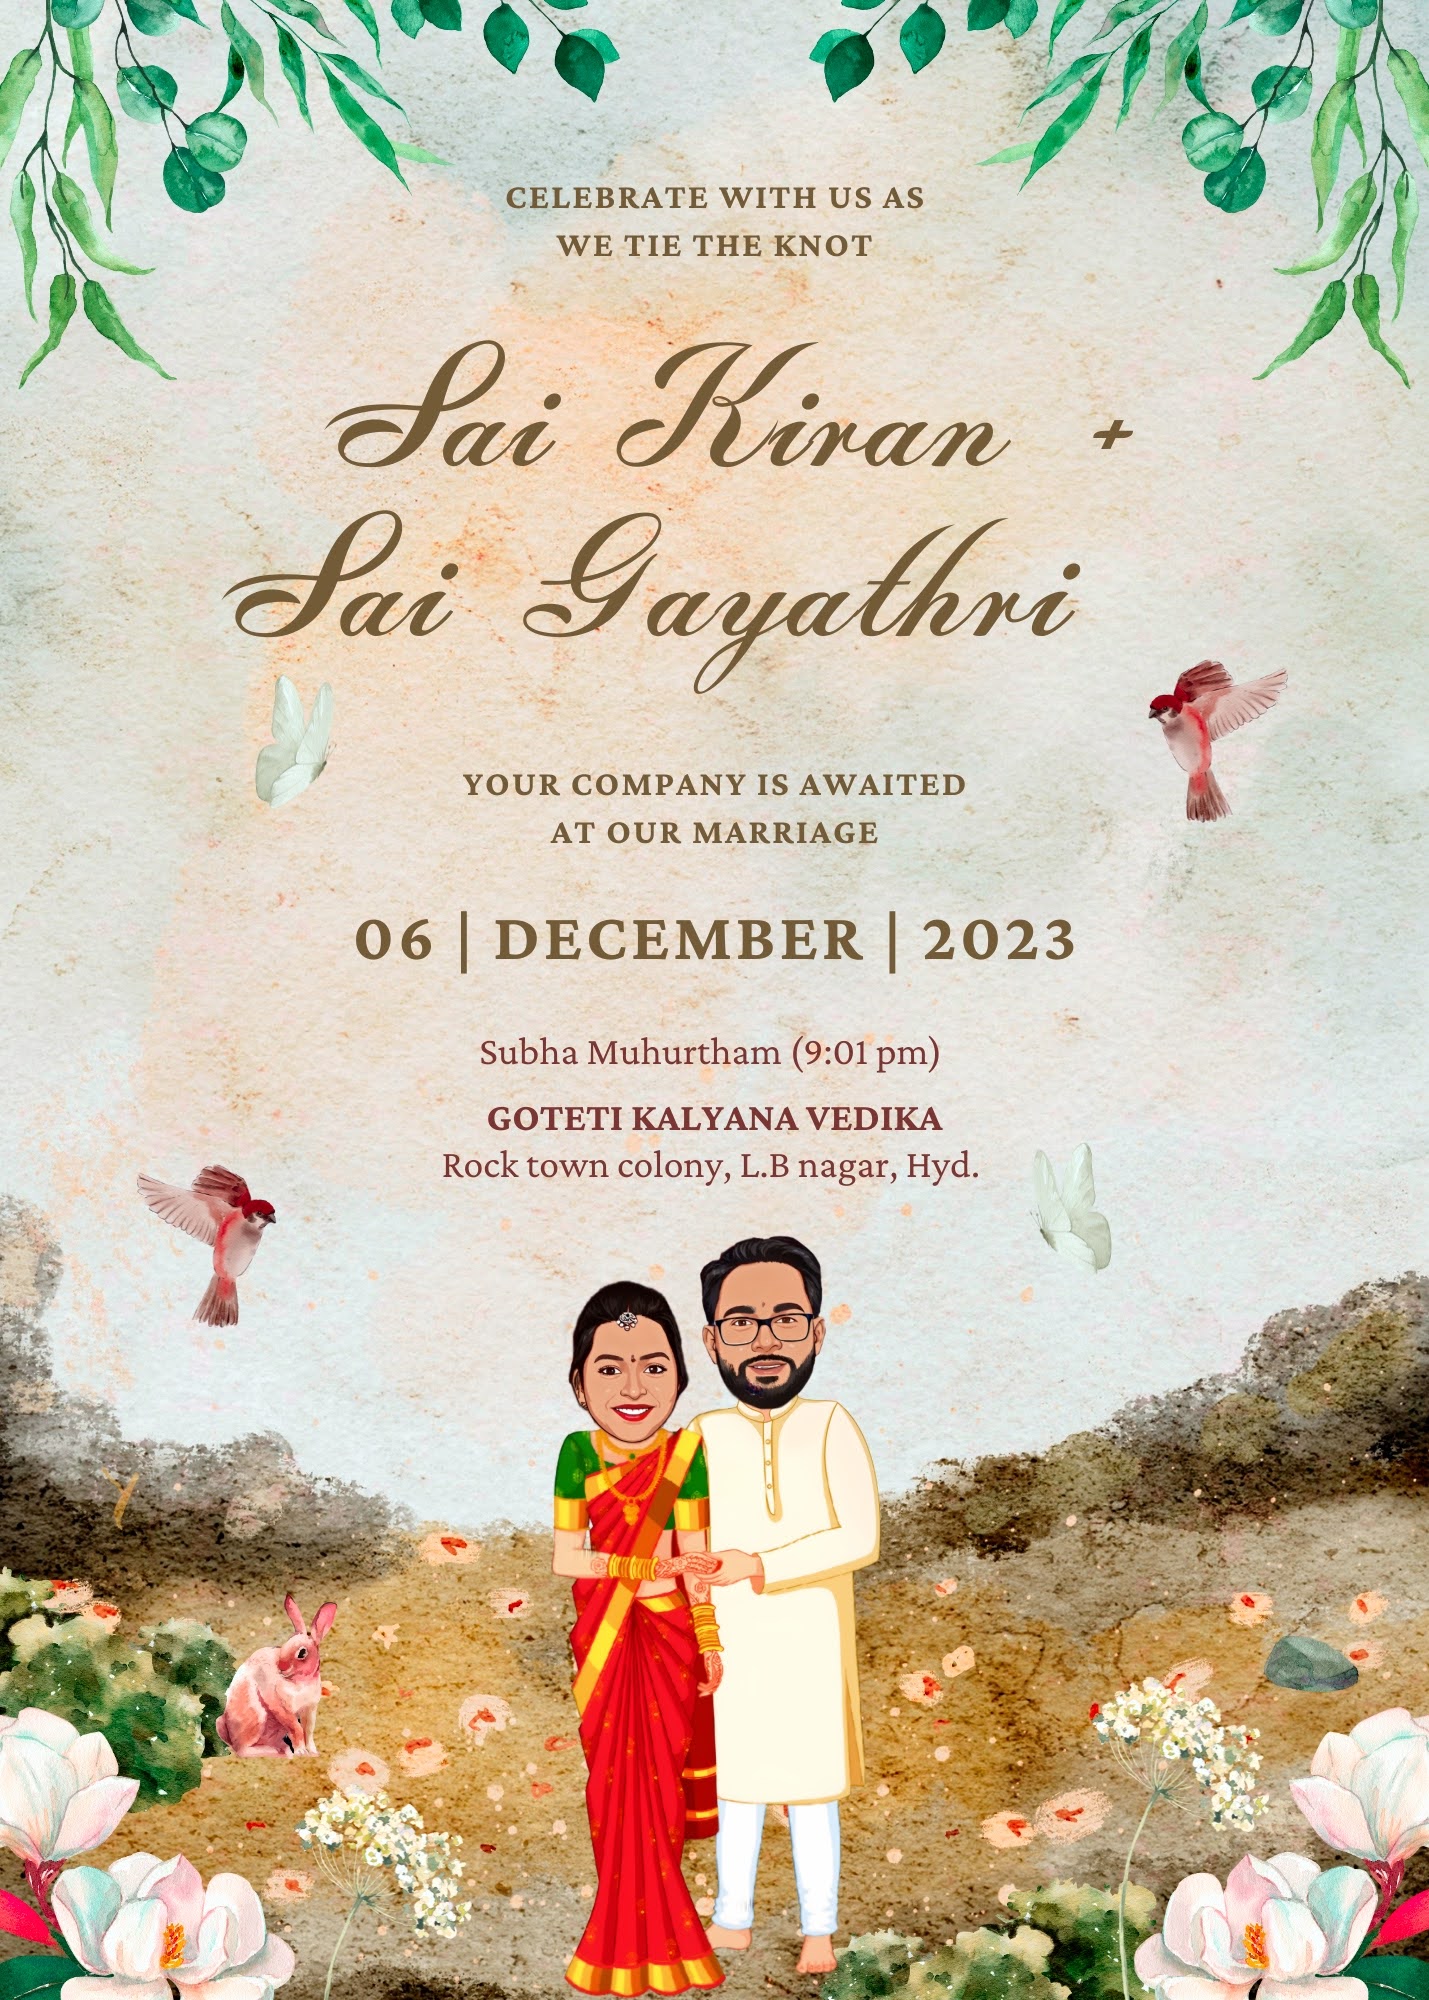 CELEBRATE WITH US AS
WE TIE THE KNOT
Sai Kiran +
Sai Gayathri
YOUR COMPANY IS AWAITED
AT OUR MARRIAGE
06 | DECEMBER | 2023
Subha Muhurtham (9:01 pm)
GOTETI KALYANA VEDIKA
Rock town colony, L.B nagar, Hyd.